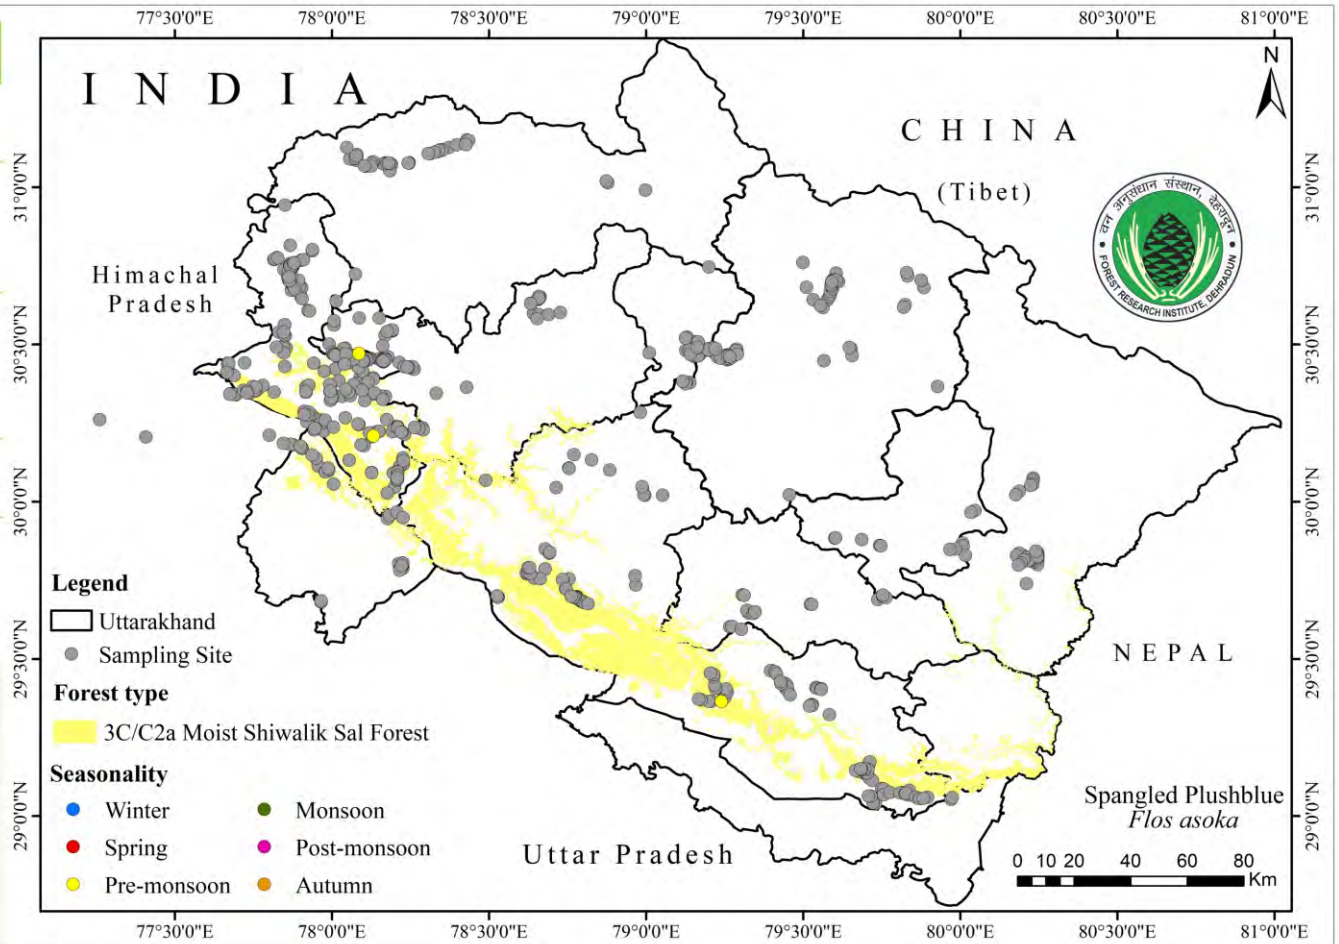 77°30'0"E 78°0'0"E 78°30'0"E 79°0'0"E 79°30'0"E 80°0'0"E 80°30'0"E 81°0'0"E
INDIA
N
CHINA
(Tibet)
वन अनुसंधान संस्थान, देहरादून
FOREST RESEARCH INSTITUTE, DEHRADUN
31°0'0"N
31°0'0"N
Himachal
Pradesh
30°30'0"N
30°30'0"N
30°0'0"N
30°0'0"N
Legend
Uttarakhand
Sampling Site
NEPAL
29°30'0"N
29°30'0"N
Forest type
3C/C2a Moist Shiwalik Sal Forest
Seasonality
Winter
Spring
Pre-monsoon
Monsoon
Post-monsoon
Autumn
29°0'0"N
29°0'0"N
Uttar Pradesh
Spangled Plushblue
Flos asoka
0 10 20 40 60 80
Km
77°30'0"E 78°0'0"E 78°30'0"E 79°0'0"E 79°30'0"E 80°0'0"E 80°30'0"E 81°0'0"E